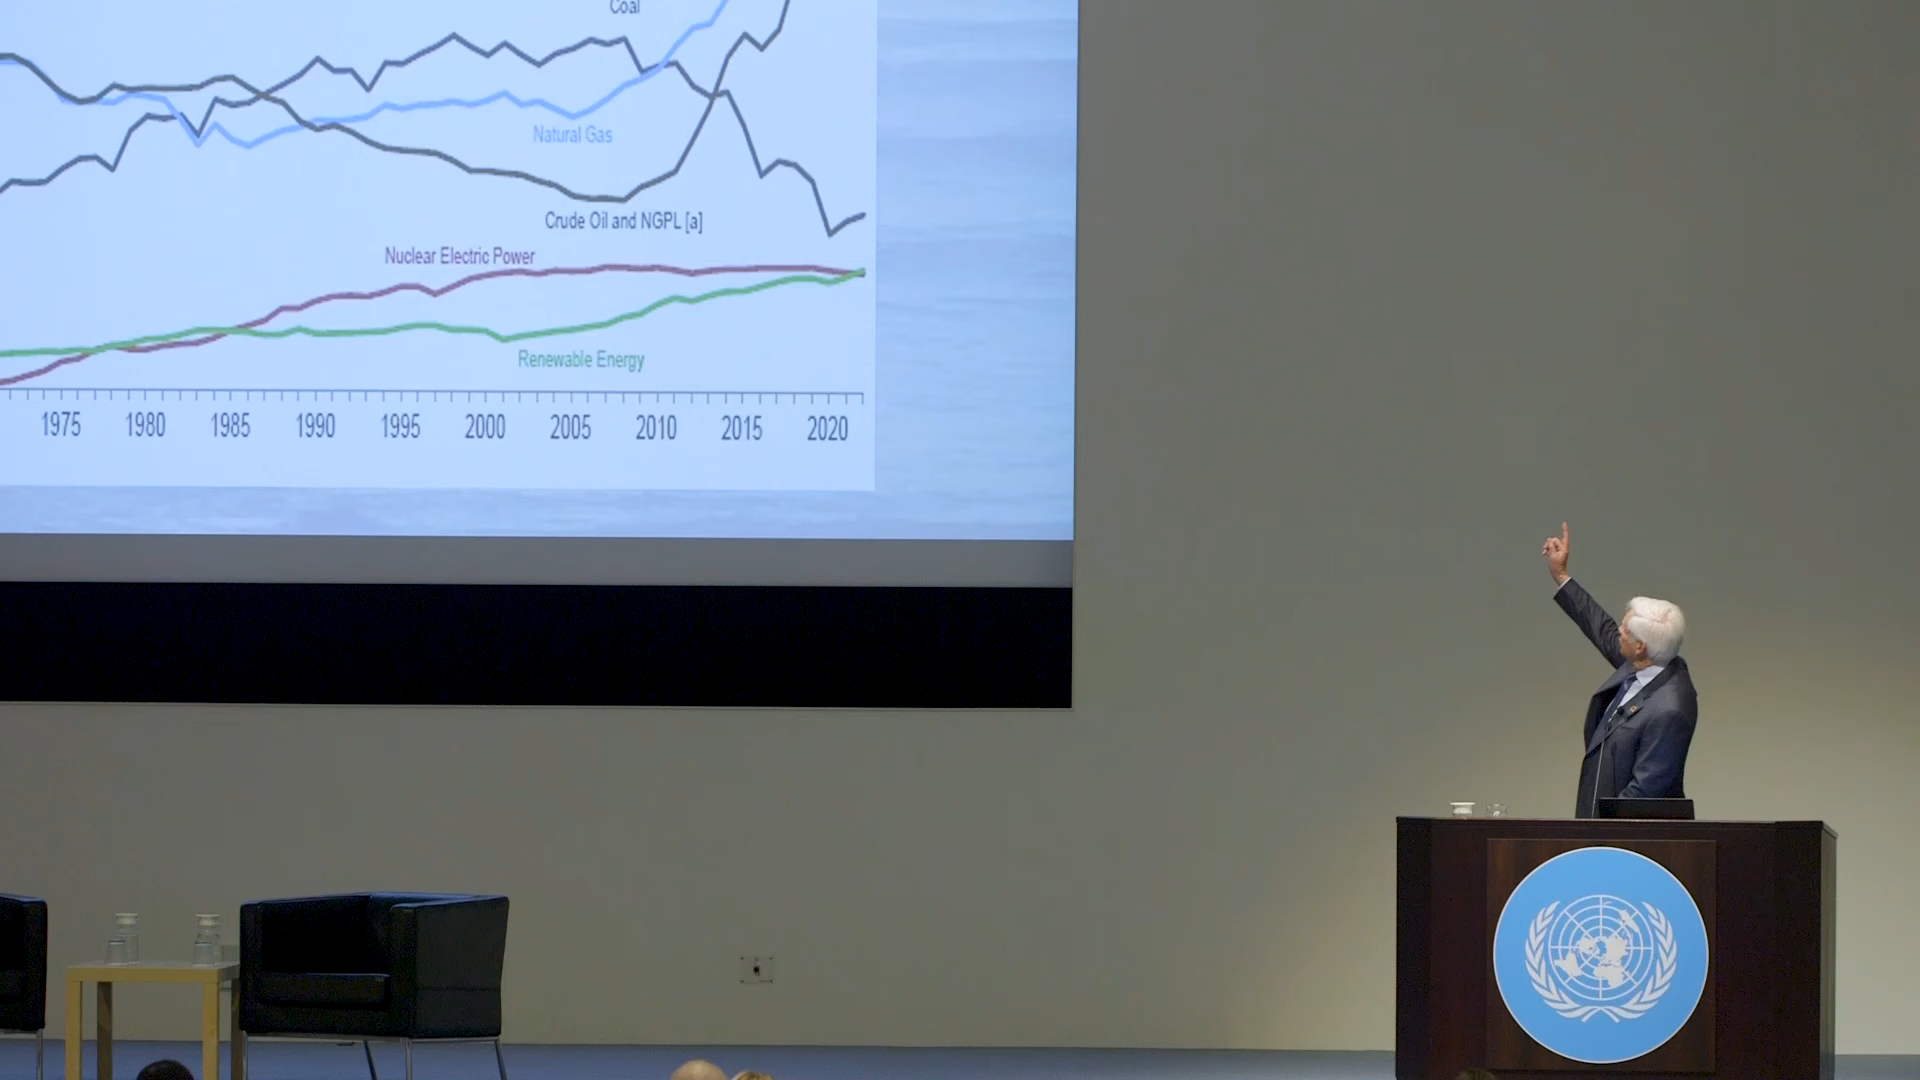 Coal
Natural Gas
Crude Oil and NGPL [a]
Nuclear Electric Power
Renewable Energy
1975 1980 1985 1990 1995 2000 2005 2010 2015 2020